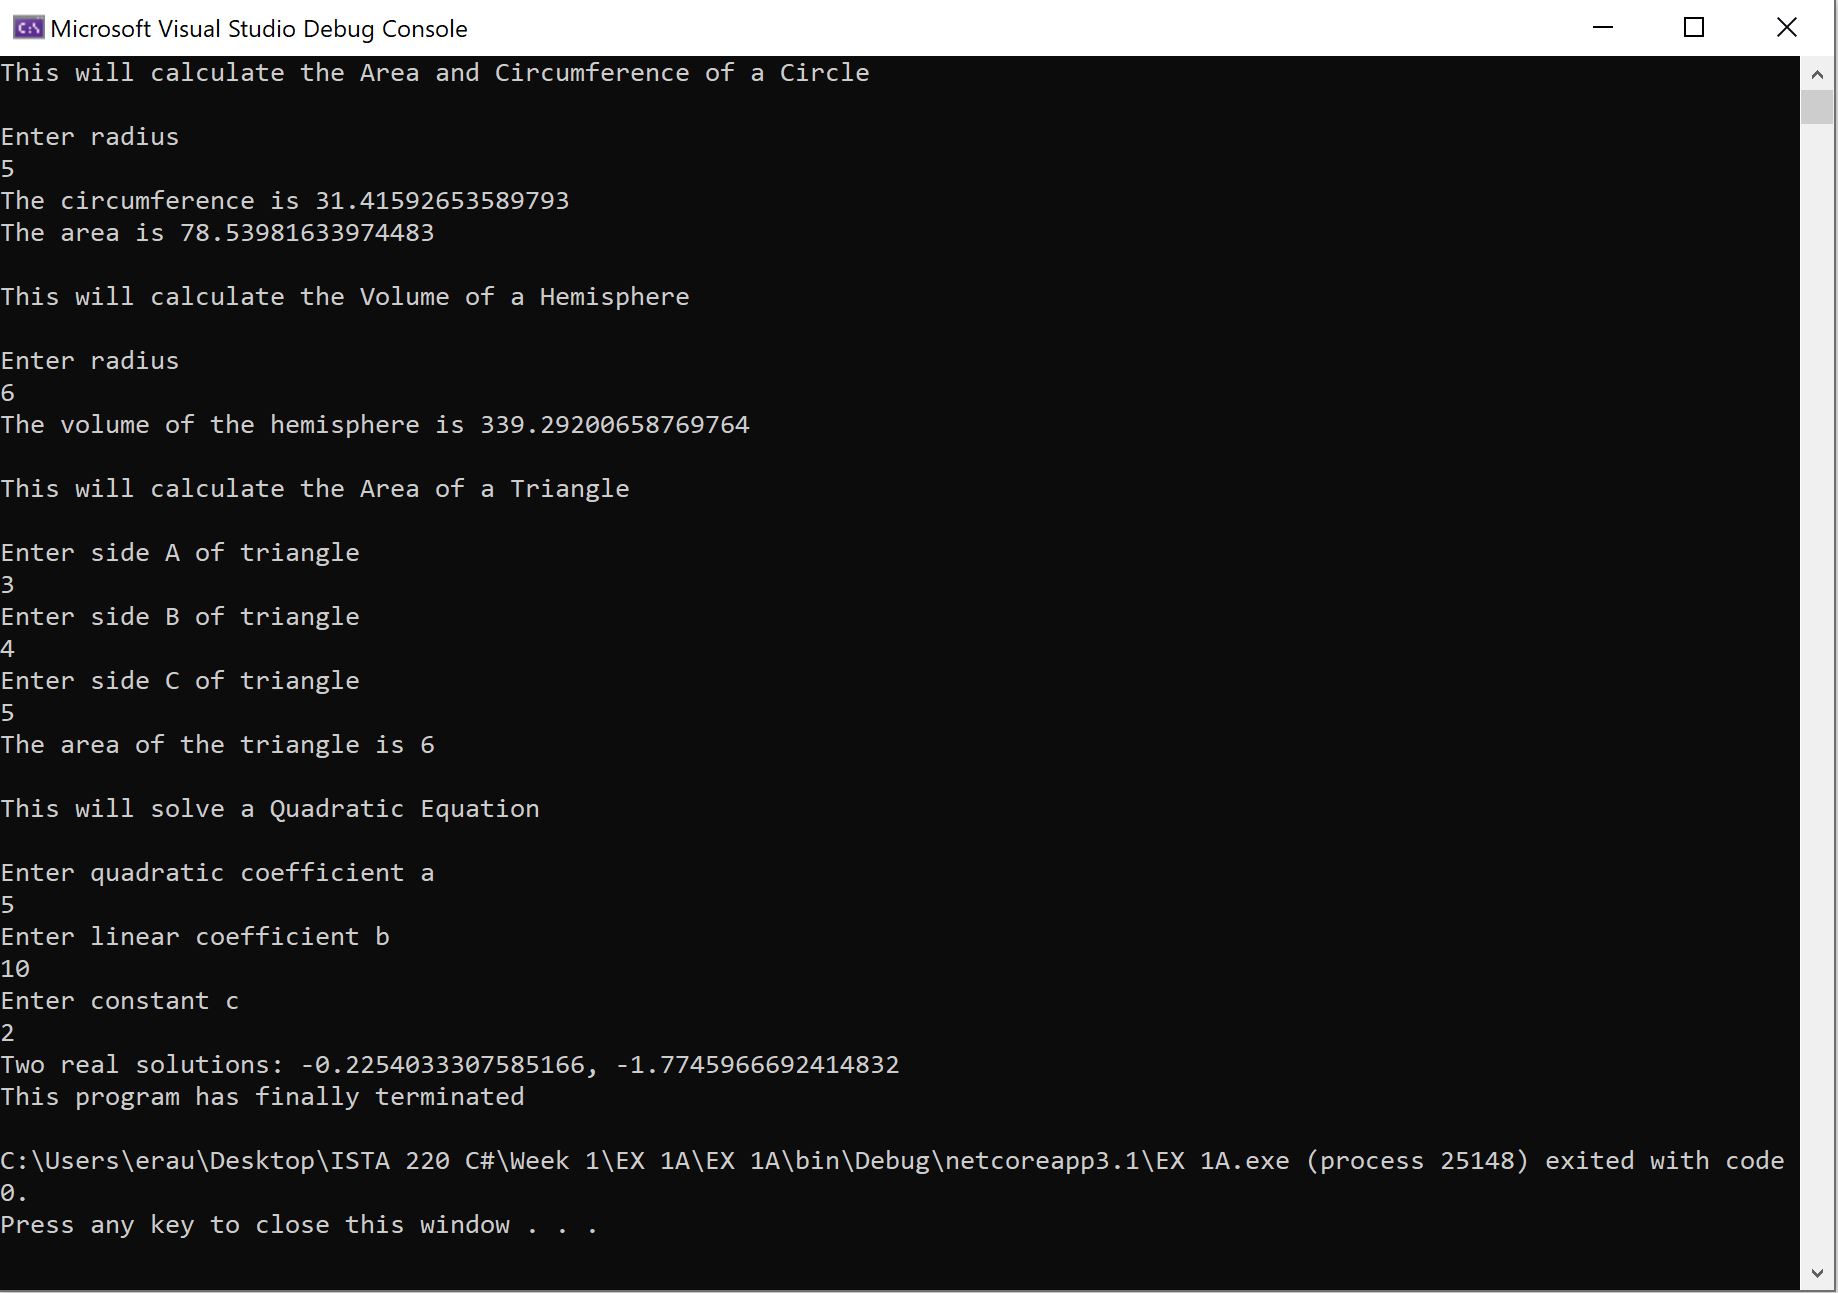 Microsoft Visual Studio Debug Console
This will calculate the Area and Circumference of a Circle
Enter radius
5
The circumference is 31.41592653589793
The area is 78.53981633974483
This will calculate the Volume of a Hemisphere
Enter radius
6
The volume of the hemisphere is 339.29200658769764
This will calculate the Area of a Triangle
Enter side A of triangle
3
Enter side B of triangle
4
Enter side C of triangle
5
The area of the triangle is 6
This will solve a Quadratic Equation
Enter quadratic coefficient a
5
Enter linear coefficient b
10
Enter constant c
2
Two real solutions: -0.2254033307585166, -1.7745966692414832
This program has finally terminated
C:\Users\erau\Desktop\ISTA 220 C#\Week 1\EX 1A\EX 1A\bin\Debug\netcoreapp3.1\EX 1A.exe (process 25148) exited with code
0.
Press any key to close this window . . .